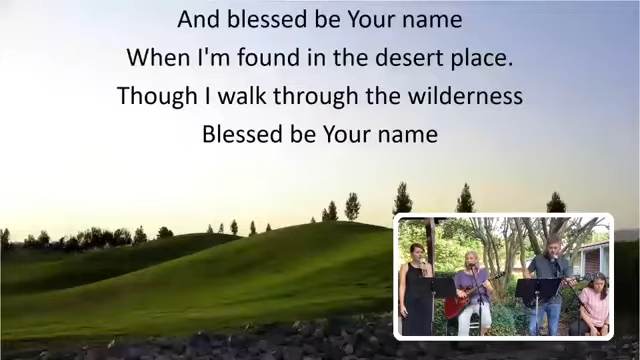 And blessed be Your name
When I'm found in the desert place.
Though I walk through the wilderness
Blessed be Your name